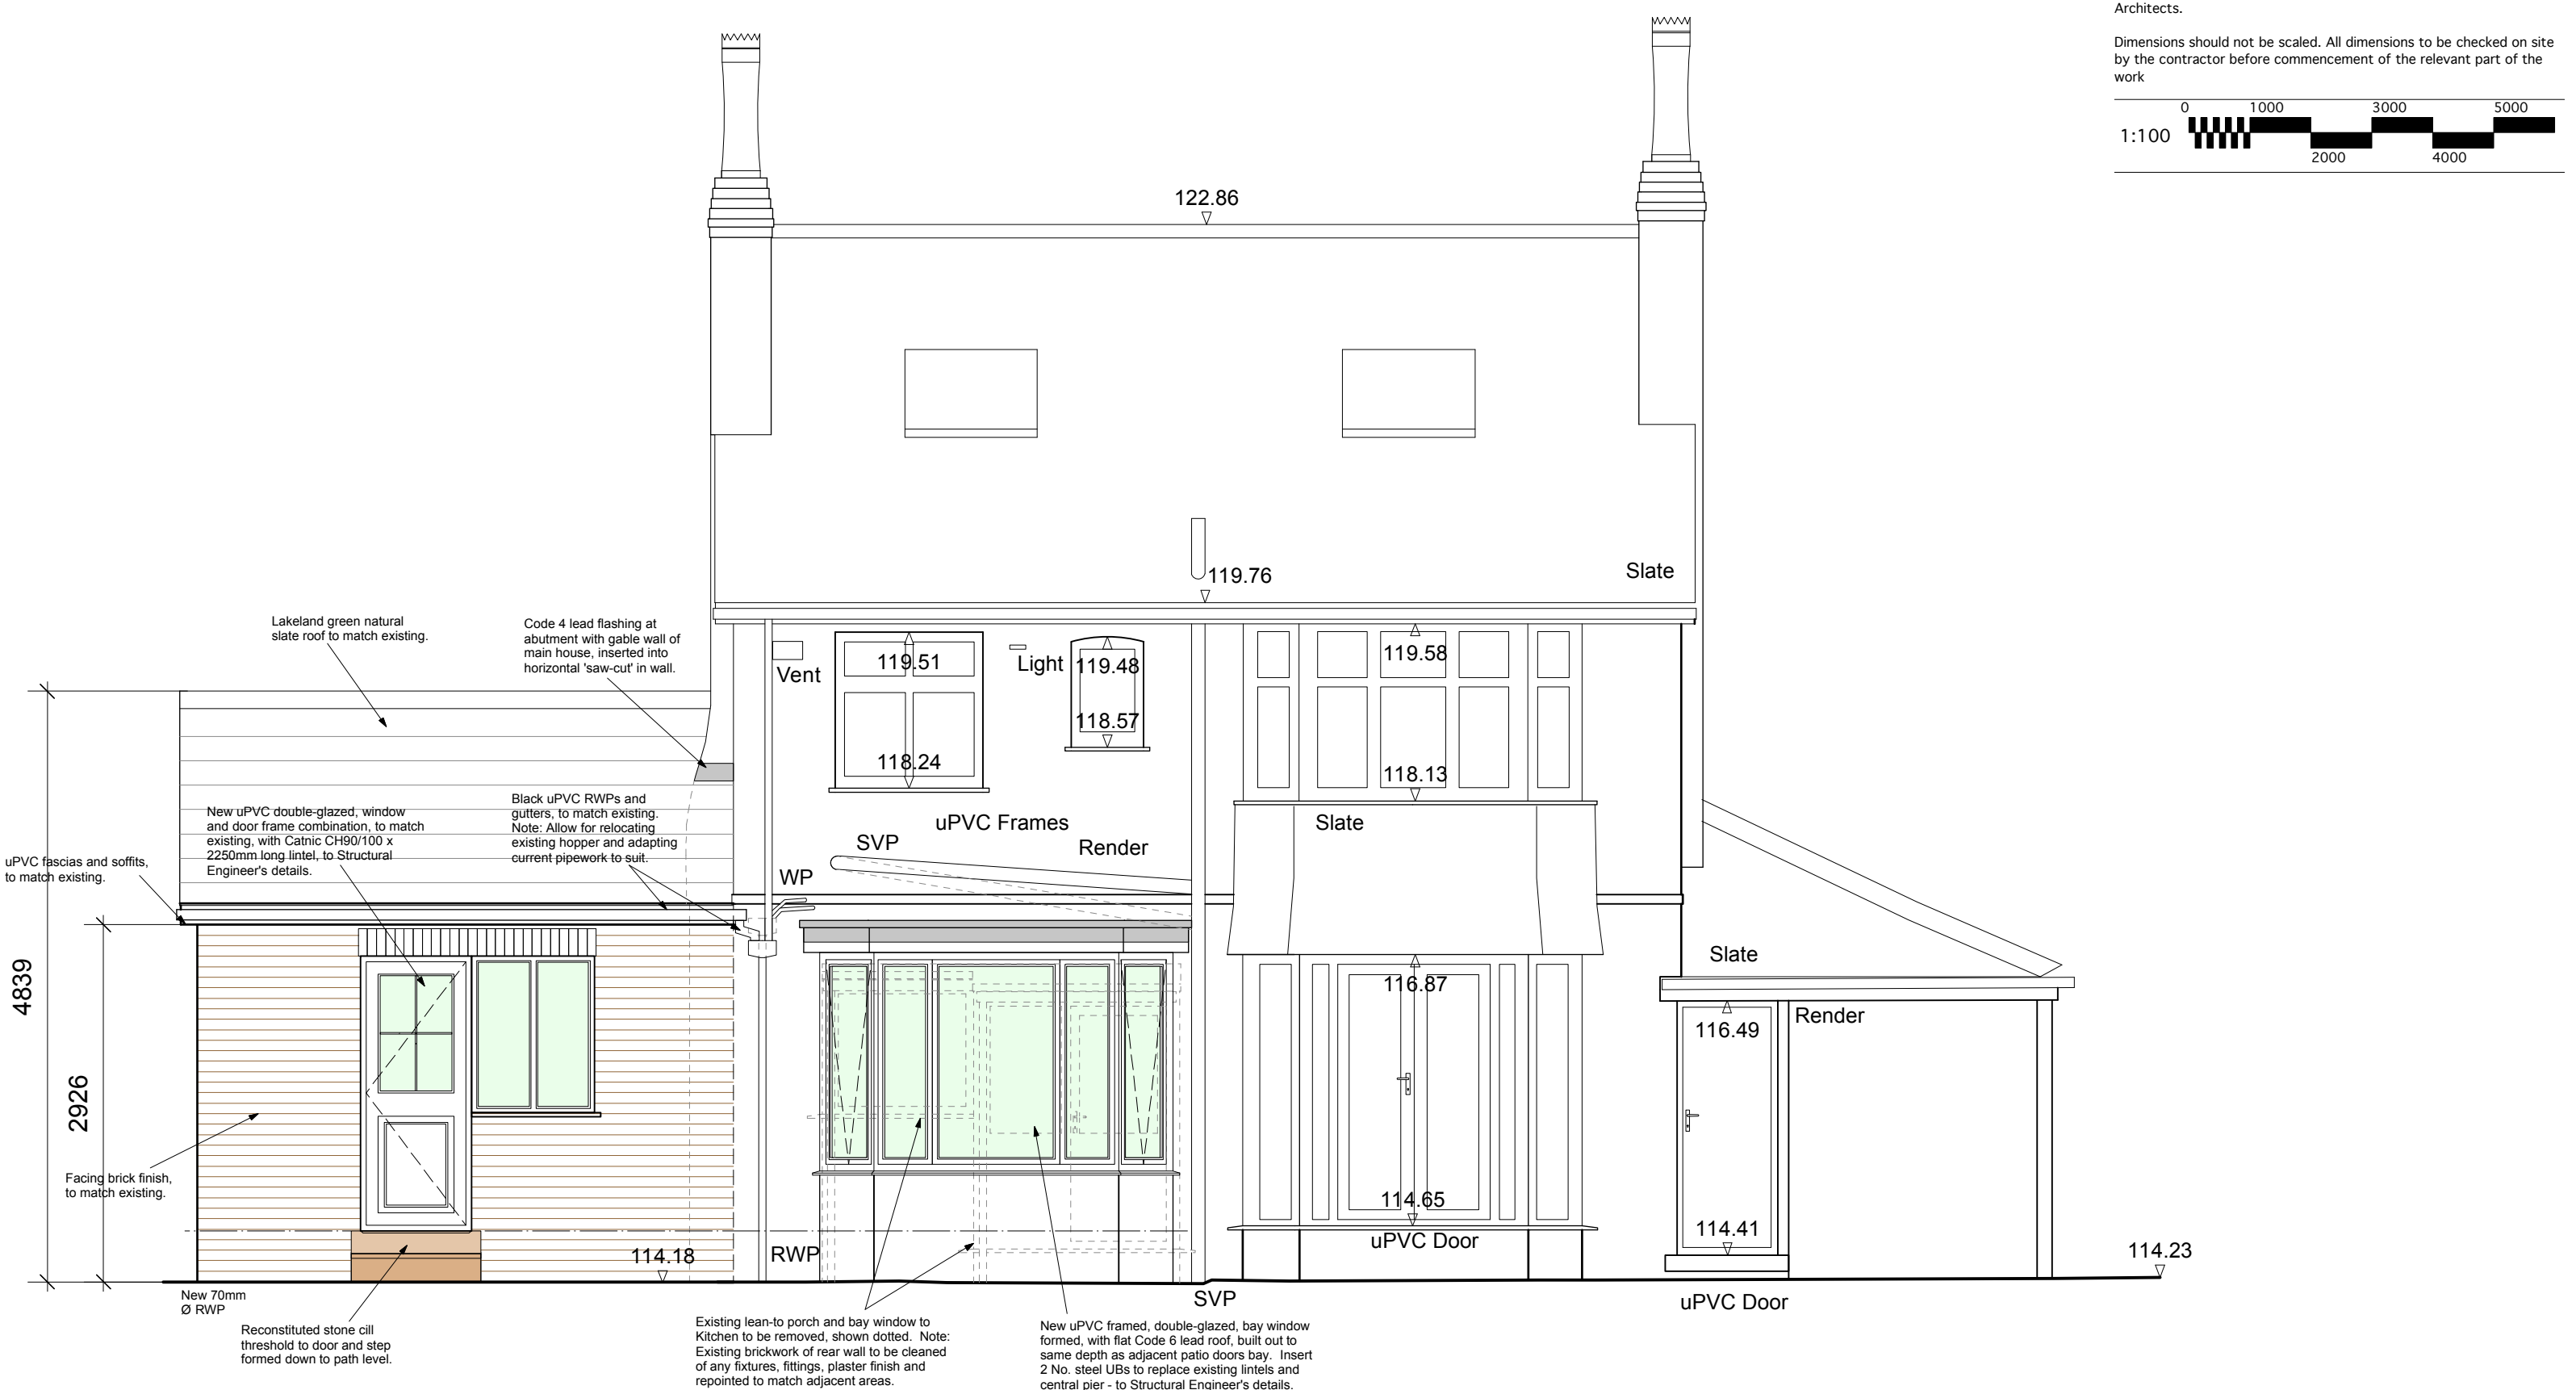 Architects.
Dimensions should not be scaled. All dimensions to be checked on site
by the contractor before commencement of the relevant part of the
work
0 1000 3000 5000
1:100
2000 4000
122.86
119.76
Slate
Lakeland green natural
slate roof to match existing.
Code 4 lead flashing at
abutment with gable wall of
main house, inserted into
horizontal 'saw-cut' in wall.
Vent
119.51
118.24
Light
119.48
118.57
119.58
118.13
New uPVC double-glazed, window
and door frame combination, to match
existing, with Catnic CH90/100 x
2250mm long lintel, to Structural
Engineer's details.
Black uPVC RWPs and
gutters, to match existing.
Note: Allow for relocating
existing hopper and adapting
current pipework to suit.
uPVC Frames
SVP
Render
Slate
WP
uPVC fascias and soffits,
to match existing.
4839
2926
Slate
116.87
116.49
Render
Facing brick finish,
to match existing.
114.65
114.41
114.18
RWP
uPVC Door
114.23
New 70mm
Ø RWP
SVP
uPVC Door
Reconstituted stone cill
threshold to door and step
formed down to path level.
Existing lean-to porch and bay window to
Kitchen to be removed, shown dotted. Note:
Existing brickwork of rear wall to be cleaned
of any fixtures, fittings, plaster finish and
repointed to match adjacent areas.
New uPVC framed, double-glazed, bay window
formed, with flat Code 6 lead roof, built out to
same depth as adjacent patio doors bay. Insert
2 No. steel UBs to replace existing lintels and
central pier - to Structural Engineer's details.